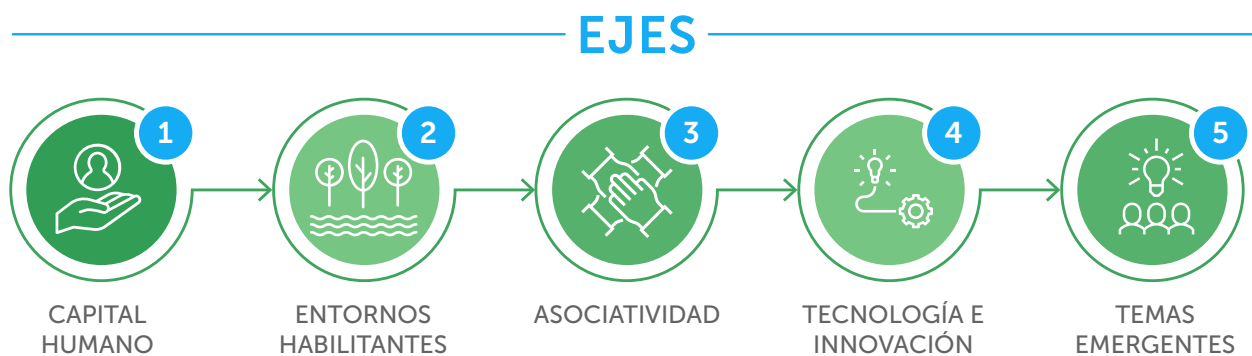 EJES
1
2
3
4
5
CAPITAL
HUMANO
ENTORNOS
HABILITANTES
ASOCIATIVIDAD
TECNOLOGÍA E
INNOVACIÓN
TEMAS
EMERGENTES